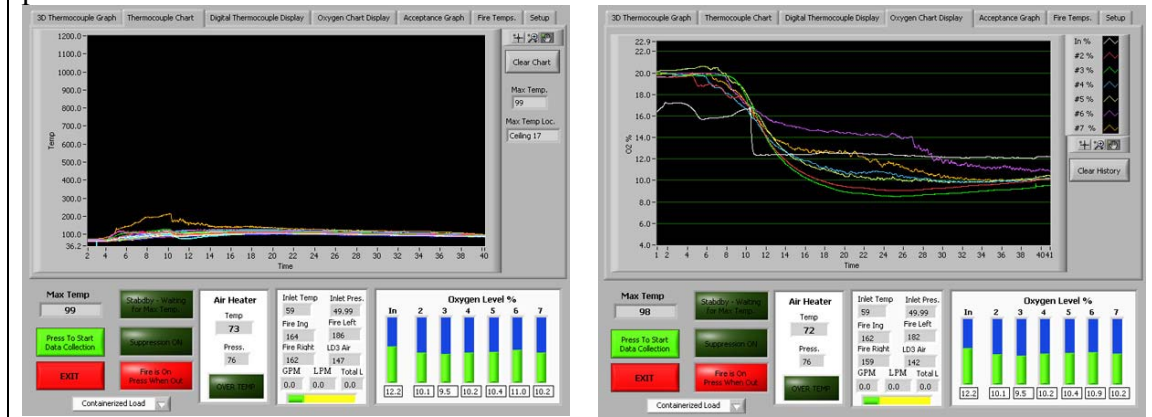 3D Thermocouple Graph Thermocouple Chart Digital Thermocouple Display Oxygen Chart Display Acceptance Graph Fire Temps. Setup
1200.0
1100.0
1000.0
900.0
800.0
700.0
600.0
500.0
400.0
300.0
200.0
100.0
36.2
Temp
2 4 6 8 10 12 14 16 18 20 22 24 26 28 30 32 34 36 38 40
Time
Clear Chart
Max Temp.
99
Max Temp Loc.
Ceiling 17
Max Temp
99
Press To Start
Data Collection
EXIT
Stabdby - Waiting
for Max Temp.
Suppression ON
Fire is On
Press When Out
Containerized Load
Air Heater
Temp
73
Press.
76
OVER TEMP
Inlet Temp Inlet Pres.
59 49.99
Fire Ing Fire Left
164 186
Fire Right LD3 Air
162 147
GPM LPM Total L
0.0 0.0 0.0
Oxygen Level %
In 2 3 4 5 6 7
12.2 10.1 9.5 10.2 10.4 11.0 10.2
3D Thermocouple Graph Thermocouple Chart Digital Thermocouple Display Oxygen Chart Display Acceptance Graph Fire Temps. Setup
22.9
22.0
20.0
18.0
16.0
14.0
12.0
10.0
8.0
6.0
4.0
O2 %
1 2 4 6 8 10 12 14 16 18 20 22 24 26 28 30 32 34 36 38 40 41
Time
In %
#2 %
#3 %
#4 %
#5 %
#6 %
#7 %
Clear History
Max Temp
98
Press To Start
Data Collection
EXIT
Stabdby - Waiting
for Max Temp.
Suppression ON
Fire is On
Press When Out
Containerized Load
Air Heater
Temp
72
Press.
76
OVER TEMP
Inlet Temp Inlet Pres.
59 49.99
Fire Ing Fire Left
162 182
Fire Right LD3 Air
159 142
GPM LPM Total L
0.0 0.0 0.0
Oxygen Level %
In 2 3 4 5 6 7
12.2 10.1 9.5 10.2 10.4 10.9 10.2